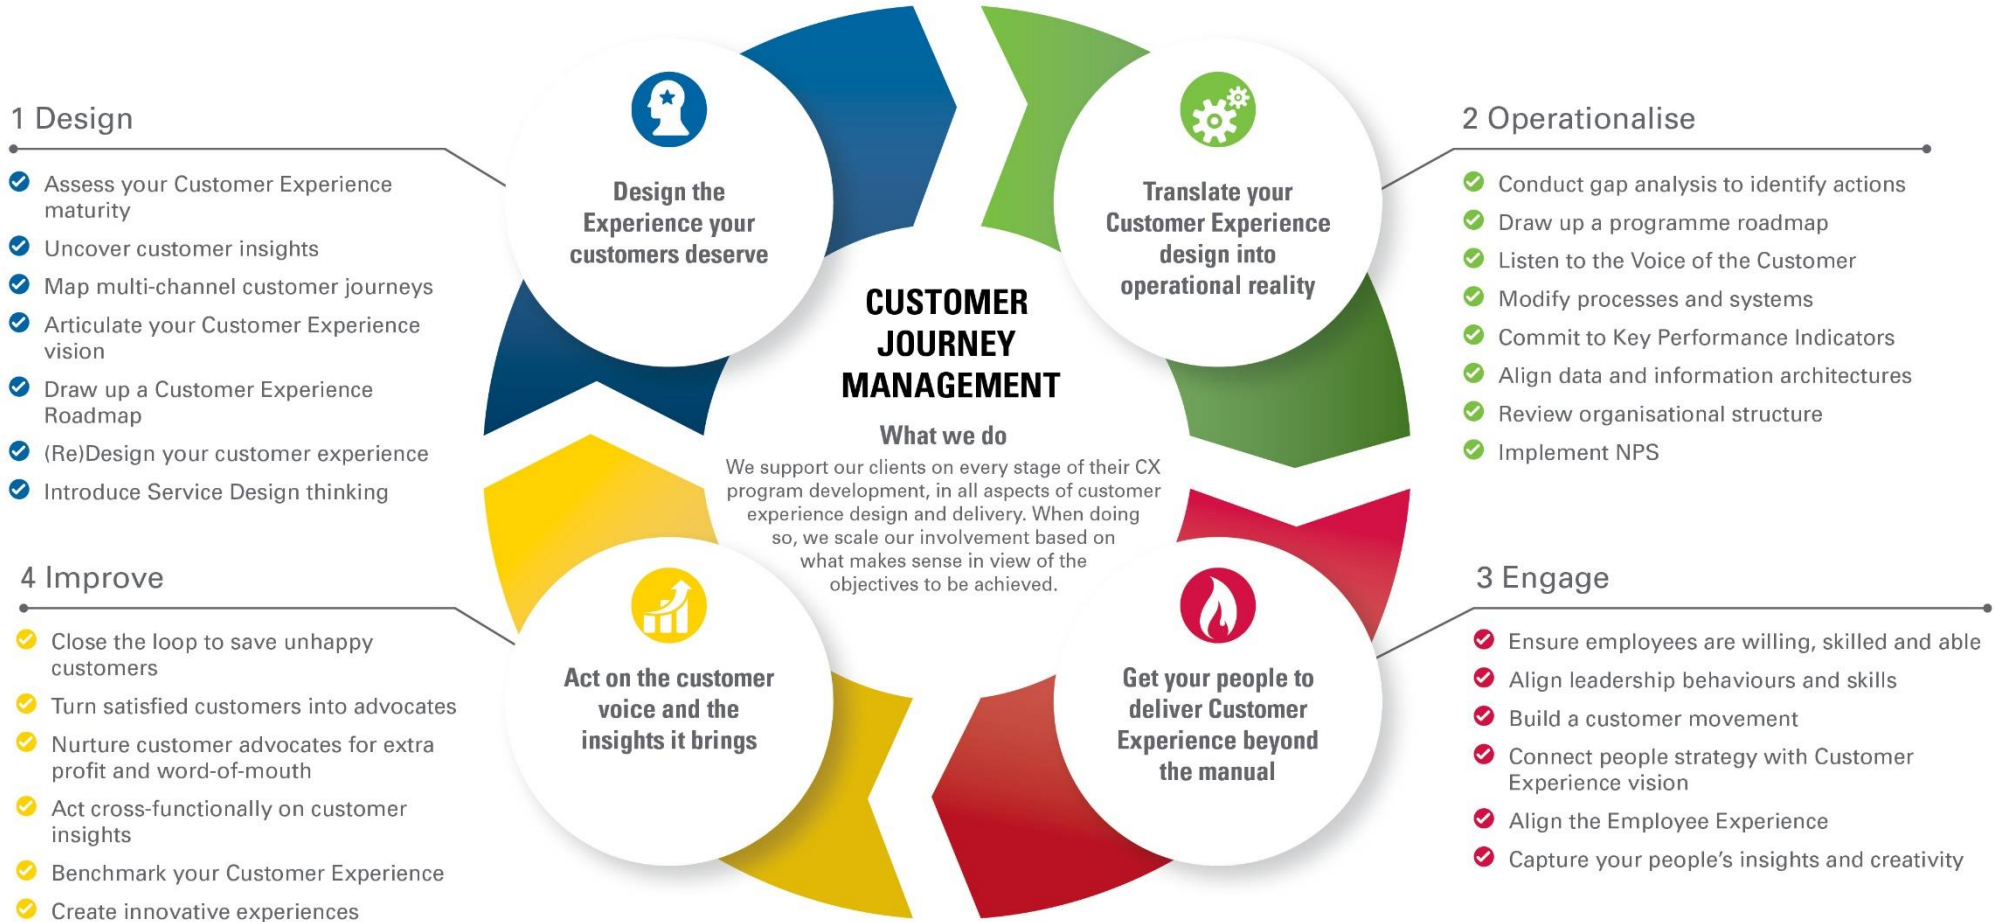 1 Design
Assess your Customer Experience
maturity
Uncover customer insights
Map multi-channel customer journeys
Articulate your Customer Experience
vision
Draw up a Customer Experience
Roadmap
(Re)Design your customer experience
Introduce Service Design thinking
Design the
Experience your
customers deserve
Translate your
Customer Experience
design into
operational reality
2 Operationalise
Conduct gap analysis to identify actions
Draw up a programme roadmap
Listen to the Voice of the Customer
Modify processes and systems
Commit to Key Performance Indicators
Align data and information architectures
Review organisational structure
Implement NPS
CUSTOMER
JOURNEY
MANAGEMENT
What we do
We support our clients on every stage of their CX
program development, in all aspects of customer
experience design and delivery. When doing
so, we scale our involvement based on
what makes sense in view of the
objectives to be achieved.
3 Engage
Ensure employees are willing, skilled and able
Align leadership behaviours and skills
Build a customer movement
Connect people strategy with Customer
Experience vision
Align the Employee Experience
Capture your people's insights and creativity
Get your people to
deliver Customer
Experience beyond
the manual
Act on the customer
voice and the
insights it brings
4 Improve
Close the loop to save unhappy
customers
Turn satisfied customers into advocates
Nurture customer advocates for extra
profit and word-of-mouth
Act cross-functionally on customer
insights
Benchmark your Customer Experience
Create innovative experiences